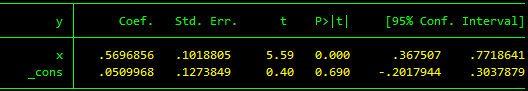 y Coef. Std. Err. t P>|t| [95% Conf. Interval]
x .5696856 .1018805 5.59 0.000 .367507 .7718641
_cons .0509968 .1273849 0.40 0.690 -.2017944 .3037879